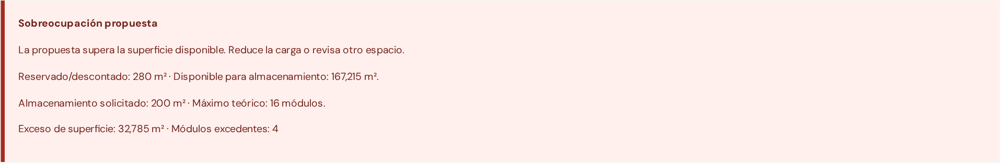 Sobreocupación propuesta
La propuesta supera la superficie disponible. Reduce la carga o revisa otro espacio.
Reservado/descontado: 280 m² · Disponible para almacenamiento: 167,215 m².
Almacenamiento solicitado: 200 m² · Máximo teórico: 16 módulos.
Exceso de superficie: 32,785 m² · Módulos excedentes: 4